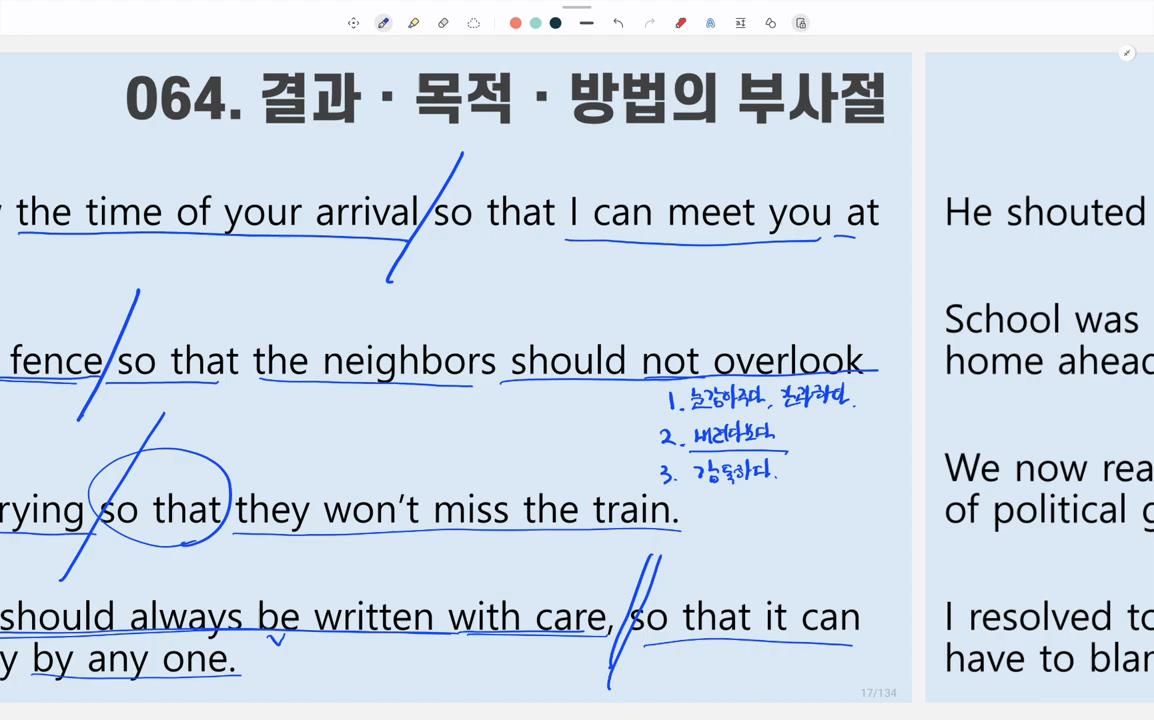 064. 결과 · 목적 · 방법의 부사절
the time of your arrival so that I can meet you at
fence so that the neighbors should not overlook
1. 눈감아주다, 간과하다.
2. 내려다보다
3. 감독하다.
rying so that they won't miss the train.
should always be written with care, so that it can
y by any one.
17/134
He shouted
School was
home ahead
We now rea
of political g
I resolved to
have to blam